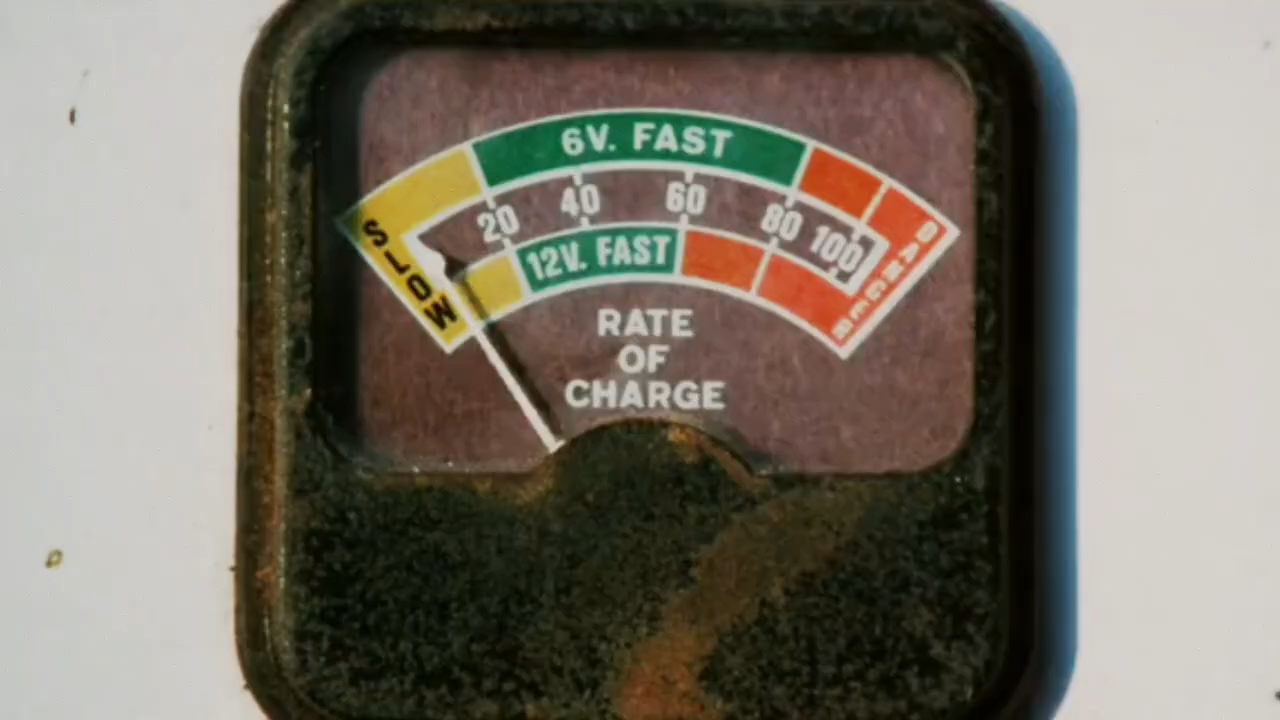 6V. FAST
SLOW
20 40 60 80 100
12V. FAST
RATE
OF
CHARGE